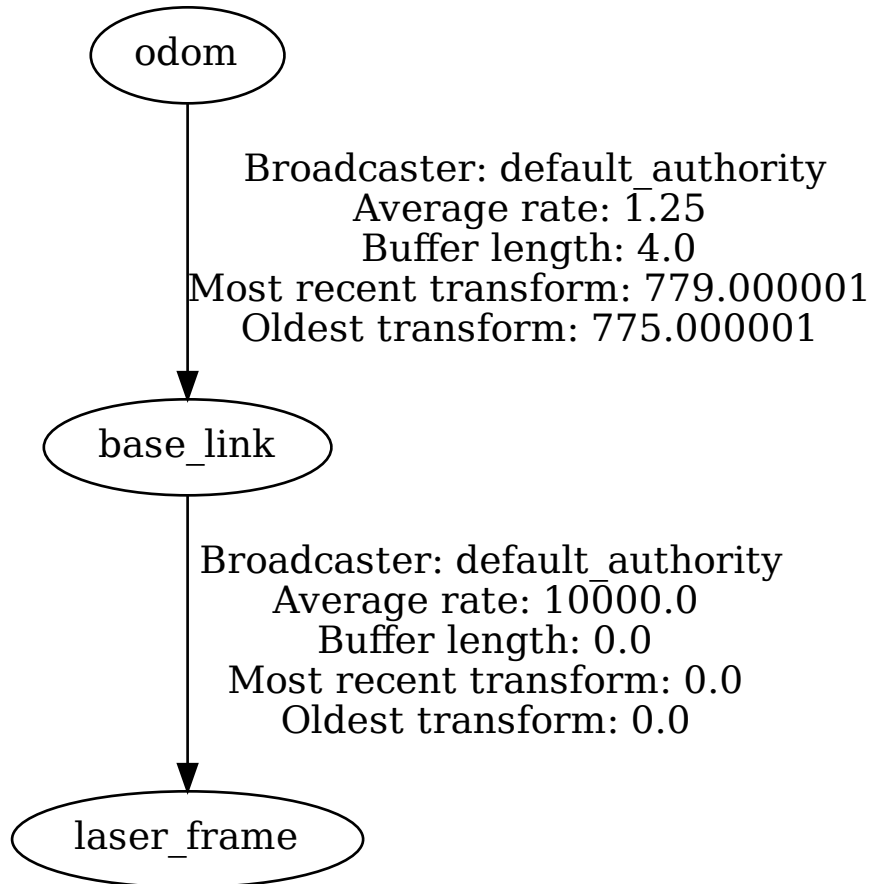 odom
Broadcaster: default_authority
Average rate: 1.25
Buffer length: 4.0
Most recent transform: 779.000001
Oldest transform: 775.000001
base_link
Broadcaster: default_authority
Average rate: 10000.0
Buffer length: 0.0
Most recent transform: 0.0
Oldest transform: 0.0
laser_frame